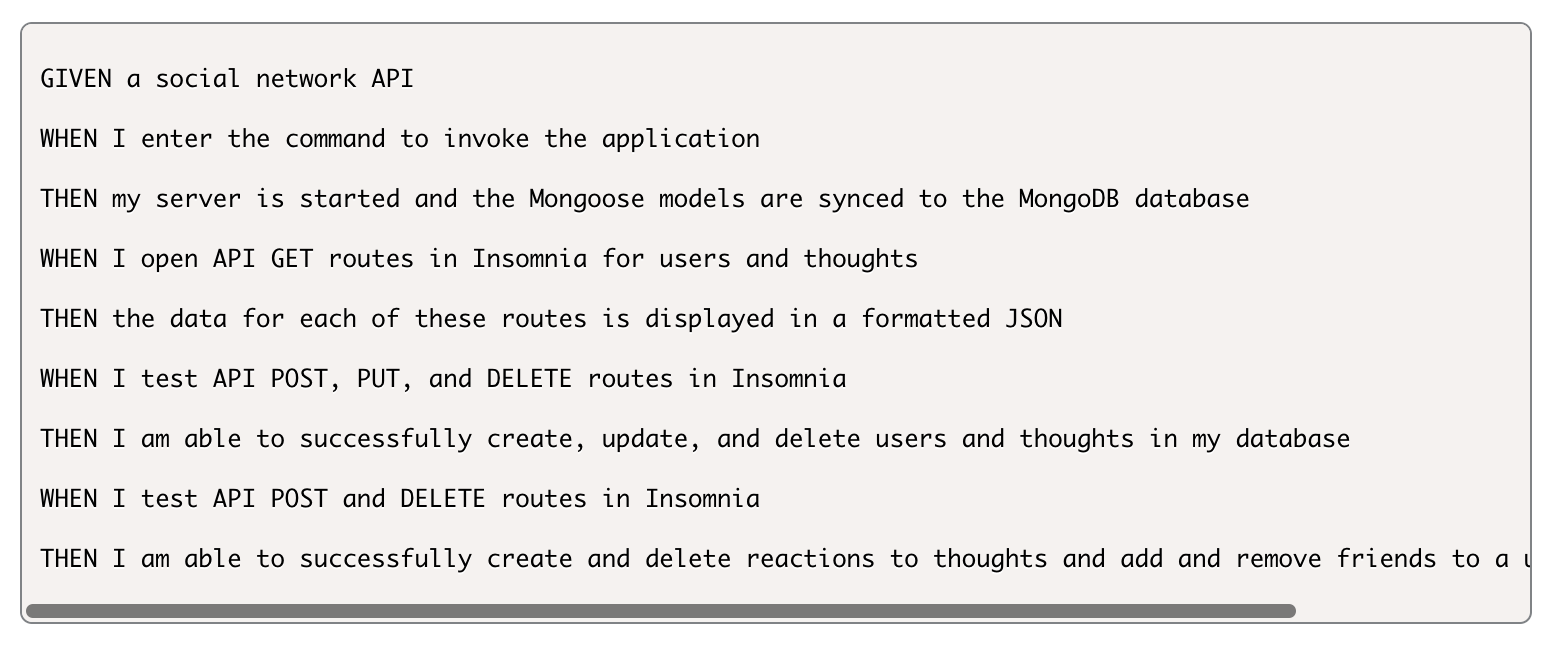 GIVEN a social network API
WHEN I enter the command to invoke the application
THEN my server is started and the Mongoose models are synced to the MongoDB database
WHEN I open API GET routes in Insomnia for users and thoughts
THEN the data for each of these routes is displayed in a formatted JSON
WHEN I test API POST, PUT, and DELETE routes in Insomnia
THEN I am able to successfully create, update, and delete users and thoughts in my database
WHEN I test API POST and DELETE routes in Insomnia
THEN I am able to successfully create and delete reactions to thoughts and add and remove friends to a